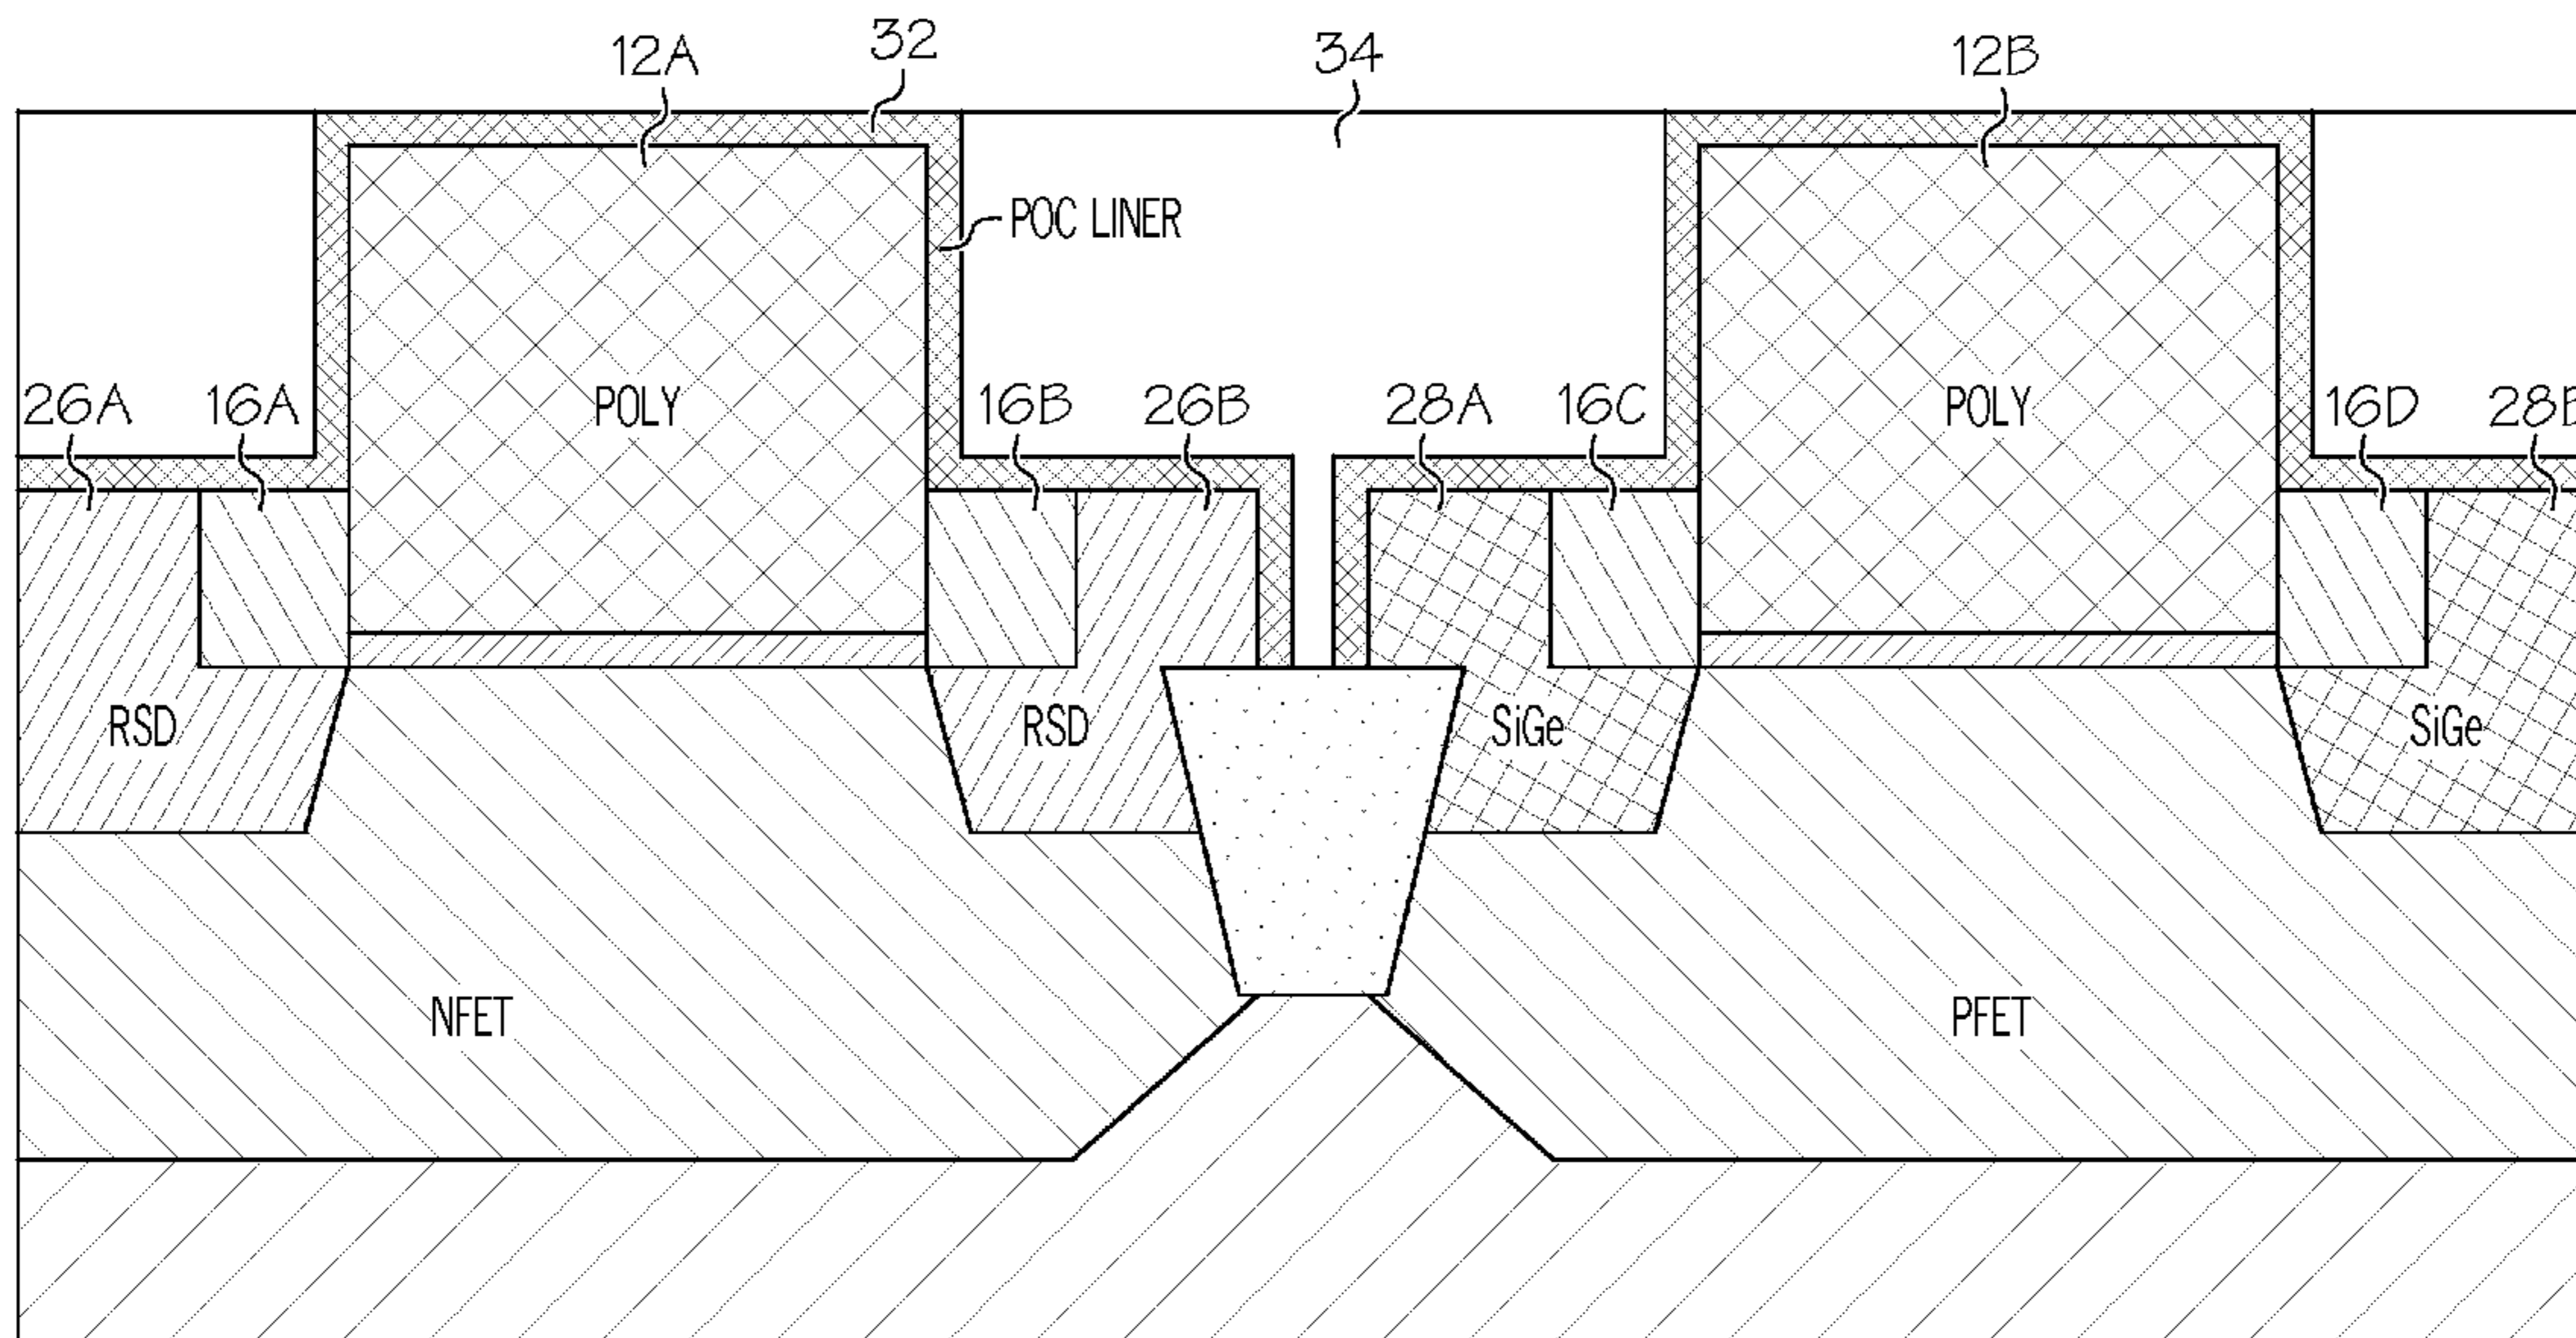 12A 32 34 12B
POC LINER
26A 16A POLY 16B 26B 28A 16C POLY 16D 28B
RSD RSD SiGe SiGe
NFET PFET